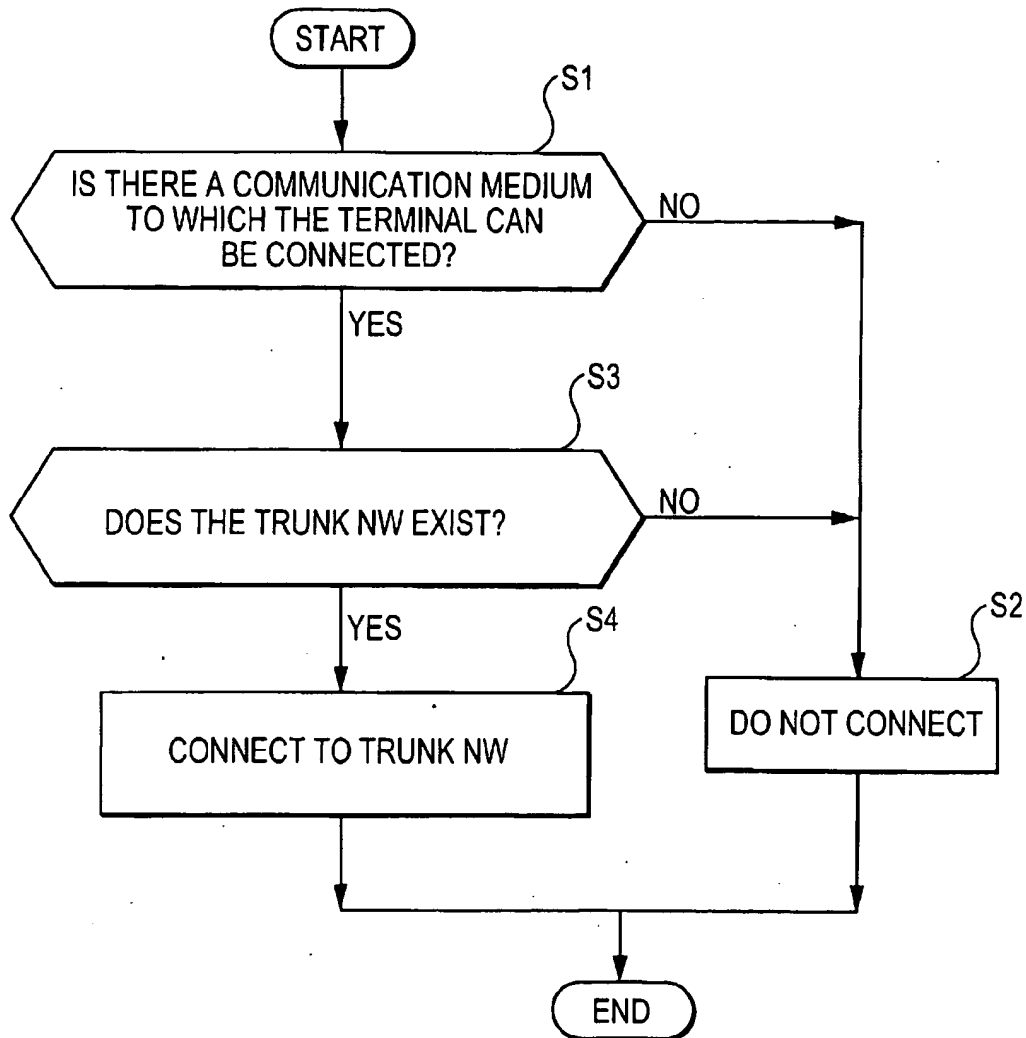 START
S1
IS THERE A COMMUNICATION MEDIUM
TO WHICH THE TERMINAL CAN
BE CONNECTED?
NO
YES
S3
DOES THE TRUNK NW EXIST?
NO
YES
S4
S2
CONNECT TO TRUNK NW
DO NOT CONNECT
END